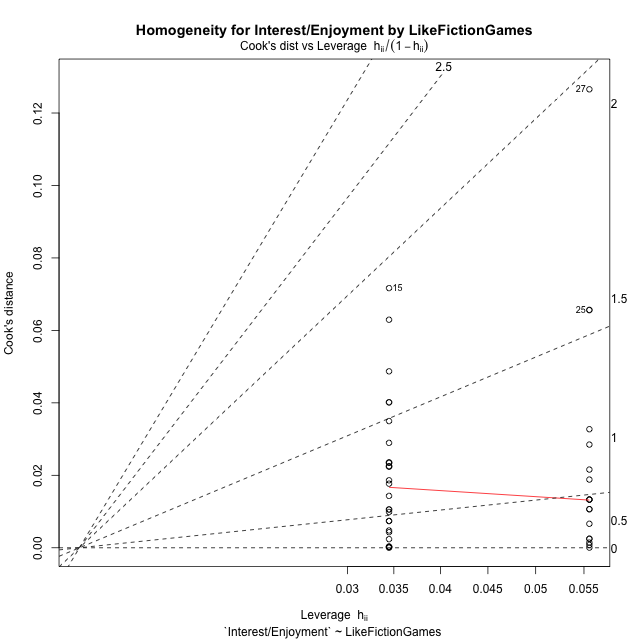 Homogeneity for Interest/Enjoyment by LikeFictionGames
Cook's dist vs Leverage hii/(1 − hii)
2.5
2
1.5
1
0.5
0
27
15
25
0.12
0.10
0.08
0.06
0.04
0.02
0.00
Cook's distance
0.03 0.035 0.04 0.045 0.05 0.055
Leverage hii
`Interest/Enjoyment` ~ LikeFictionGames